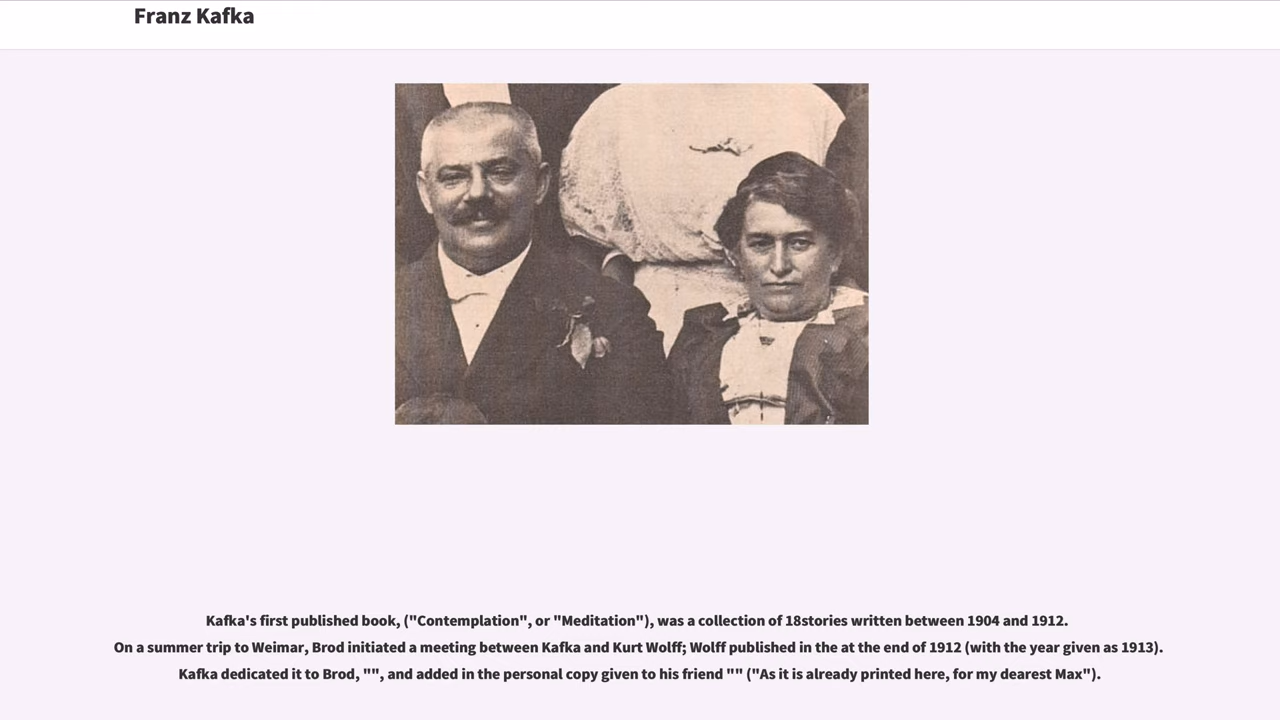 Franz Kafka
Kafka's first published book, ("Contemplation", or "Meditation"), was a collection of 18stories written between 1904 and 1912.
On a summer trip to Weimar, Brod initiated a meeting between Kafka and Kurt Wolff; Wolff published in the at the end of 1912 (with the year given as 1913).
Kafka dedicated it to Brod, "", and added in the personal copy given to his friend "" ("As it is already printed here, for my dearest Max").